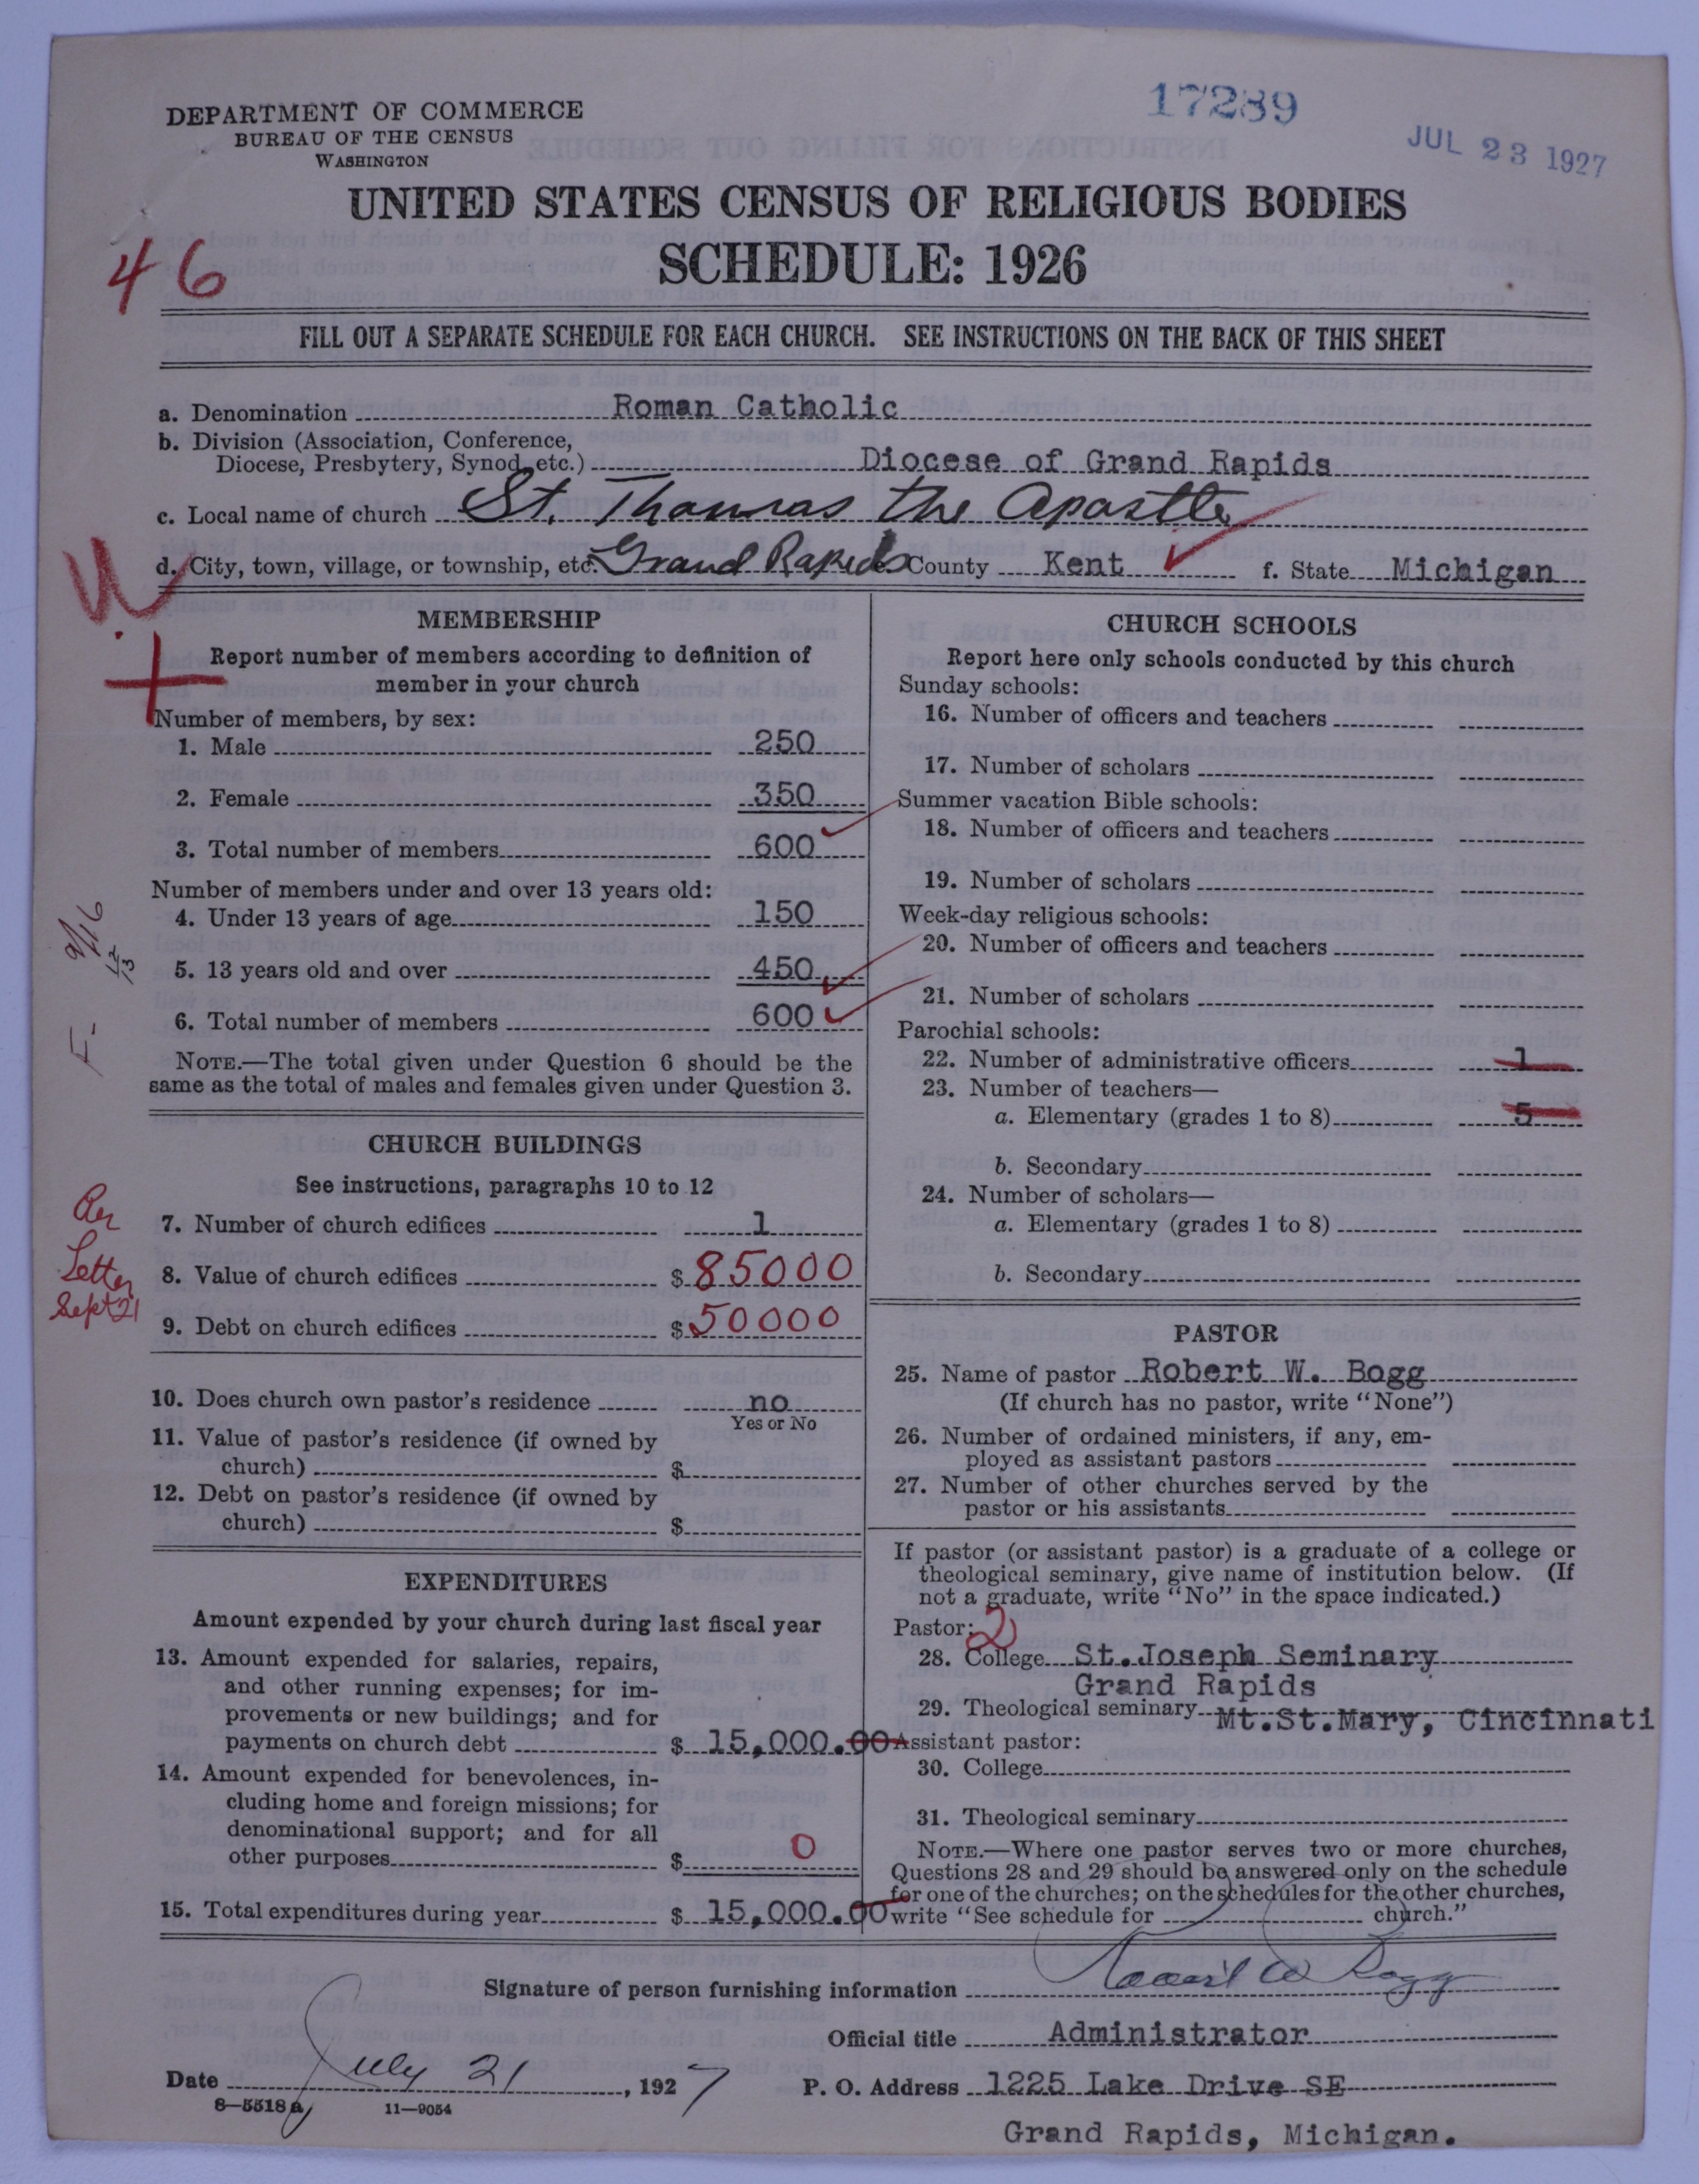 17289
JUL 23 1927
DEPARTMENT OF COMMERCE
BUREAU OF THE CENSUS
WASHINGTON
UNITED STATES CENSUS OF RELIGIOUS BODIES
SCHEDULE: 1926
46
FILL OUT A SEPARATE SCHEDULE FOR EACH CHURCH. SEE INSTRUCTIONS ON THE BACK OF THIS SHEET
a. Denomination Roman Catholic
b. Division (Association, Conference,
Diocese, Presbytery, Synod, etc.) Diocese of Grand Rapids
c. Local name of church St. Thomas the Apostle
d. City, town, village, or township, etc. Grand Rapids County Kent f. State Michigan
MEMBERSHIP
Report number of members according to definition of
member in your church
Number of members, by sex:
1. Male 250
2. Female 350
3. Total number of members 600
Number of members under and over 13 years old:
4. Under 13 years of age 150
5. 13 years old and over 450
6. Total number of members 600
NOTE.—The total given under Question 6 should be the
same as the total of males and females given under Question 3.
CHURCH BUILDINGS
See instructions, paragraphs 10 to 12
7. Number of church edifices 1
8. Value of church edifices $ 85000
9. Debt on church edifices $ 50000
Per
Letter
Sept 21
10. Does church own pastor's residence no
Yes or No
11. Value of pastor's residence (if owned by
church) $
12. Debt on pastor's residence (if owned by
church) $
EXPENDITURES
Amount expended by your church during last fiscal year
13. Amount expended for salaries, repairs,
and other running expenses; for im-
provements or new buildings; and for
payments on church debt $ 15,000.00
14. Amount expended for benevolences, in-
cluding home and foreign missions; for
denominational support; and for all
other purposes $ 0
15. Total expenditures during year $ 15,000.00
CHURCH SCHOOLS
Report here only schools conducted by this church
Sunday schools:
16. Number of officers and teachers
17. Number of scholars
Summer vacation Bible schools:
18. Number of officers and teachers
19. Number of scholars
Week-day religious schools:
20. Number of officers and teachers
21. Number of scholars
Parochial schools:
22. Number of administrative officers 1
23. Number of teachers—
a. Elementary (grades 1 to 8) 5
b. Secondary
24. Number of scholars—
a. Elementary (grades 1 to 8)
b. Secondary
PASTOR
25. Name of pastor Robert W. Bogg
(If church has no pastor, write "None")
26. Number of ordained ministers, if any, em-
ployed as assistant pastors
27. Number of other churches served by the
pastor or his assistants
If pastor (or assistant pastor) is a graduate of a college or
theological seminary, give name of institution below. (If
not a graduate, write "No" in the space indicated.)
Pastor: 2
28. College St.Joseph Seminary
Grand Rapids
29. Theological seminary Mt.St.Mary, Cincinnati
Assistant pastor:
30. College
31. Theological seminary
NOTE.—Where one pastor serves two or more churches,
Questions 28 and 29 should be answered only on the schedule
for one of the churches; on the schedules for the other churches,
write "See schedule for church."
Signature of person furnishing information Robert W Bogg
Official title Administrator
Date July 21, 1927 P. O. Address 1225 Lake Drive SE
8—5518a 11—9054
Grand Rapids, Michigan.